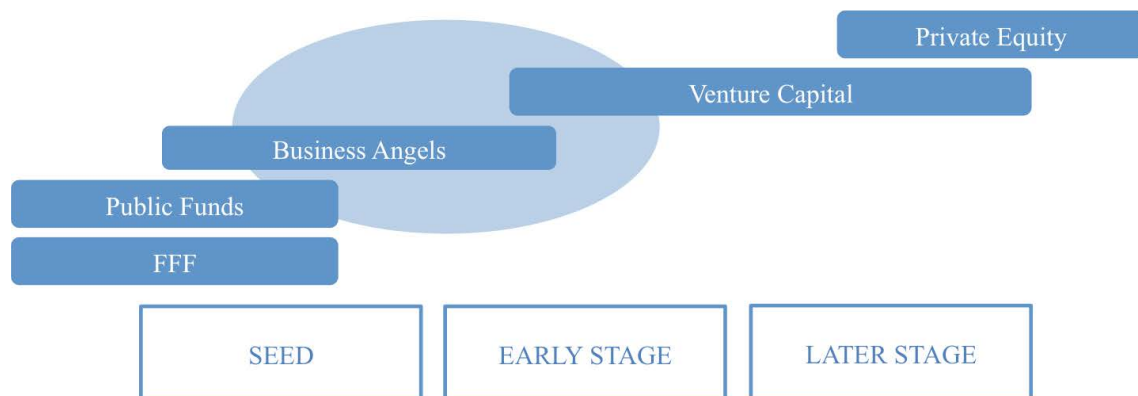 Private Equity
Venture Capital
Business Angels
Public Funds
FFF
SEED
EARLY STAGE
LATER STAGE